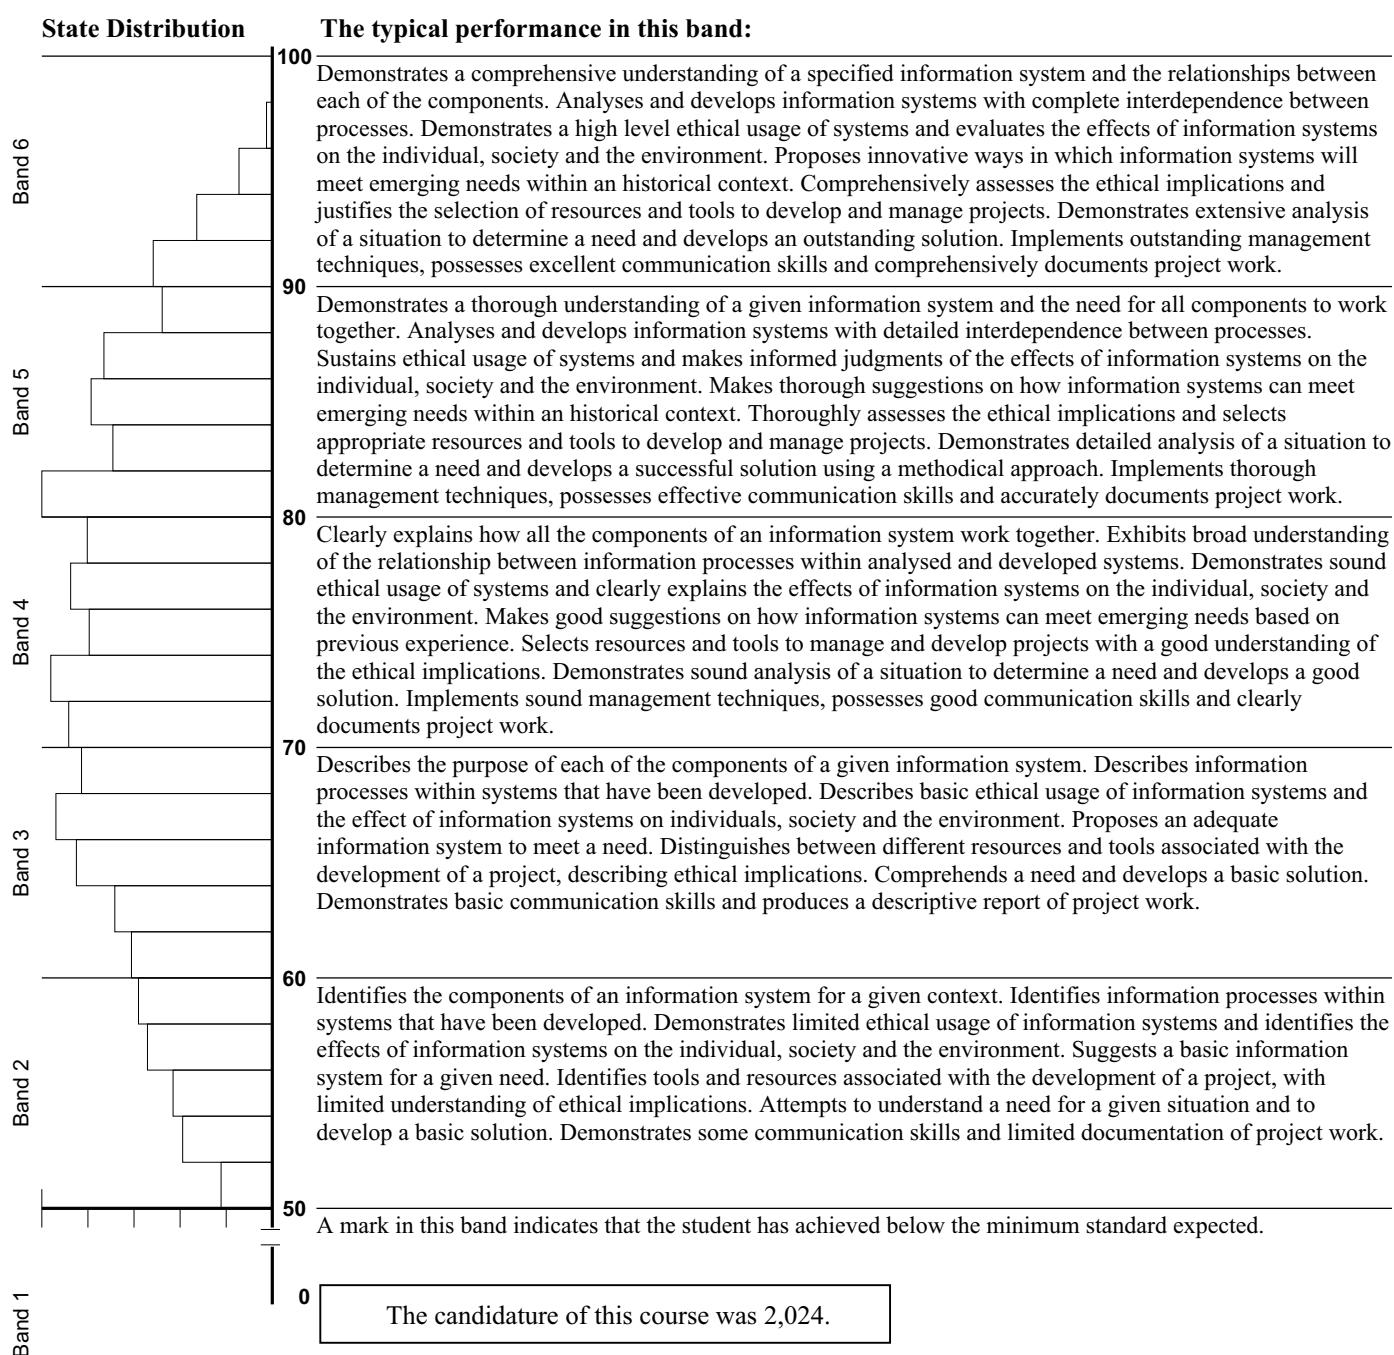 State Distribution
The typical performance in this band:
100
Demonstrates a comprehensive understanding of a specified information system and the relationships between
each of the components. Analyses and develops information systems with complete interdependence between
processes. Demonstrates a high level ethical usage of systems and evaluates the effects of information systems
on the individual, society and the environment. Proposes innovative ways in which information systems will
meet emerging needs within an historical context. Comprehensively assesses the ethical implications and
justifies the selection of resources and tools to develop and manage projects. Demonstrates extensive analysis
of a situation to determine a need and develops an outstanding solution. Implements outstanding management
techniques, possesses excellent communication skills and comprehensively documents project work.
Band 6
90
Demonstrates a thorough understanding of a given information system and the need for all components to work
together. Analyses and develops information systems with detailed interdependence between processes.
Sustains ethical usage of systems and makes informed judgments of the effects of information systems on the
individual, society and the environment. Makes thorough suggestions on how information systems can meet
emerging needs within an historical context. Thoroughly assesses the ethical implications and selects
appropriate resources and tools to develop and manage projects. Demonstrates detailed analysis of a situation to
determine a need and develops a successful solution using a methodical approach. Implements thorough
management techniques, possesses effective communication skills and accurately documents project work.
Band 5
80
Clearly explains how all the components of an information system work together. Exhibits broad understanding
of the relationship between information processes within analysed and developed systems. Demonstrates sound
ethical usage of systems and clearly explains the effects of information systems on the individual, society and
the environment. Makes good suggestions on how information systems can meet emerging needs based on
previous experience. Selects resources and tools to manage and develop projects with a good understanding of
the ethical implications. Demonstrates sound analysis of a situation to determine a need and develops a good
solution. Implements sound management techniques, possesses good communication skills and clearly
documents project work.
Band 4
70
Describes the purpose of each of the components of a given information system. Describes information
processes within systems that have been developed. Describes basic ethical usage of information systems and
the effect of information systems on individuals, society and the environment. Proposes an adequate
information system to meet a need. Distinguishes between different resources and tools associated with the
development of a project, describing ethical implications. Comprehends a need and develops a basic solution.
Demonstrates basic communication skills and produces a descriptive report of project work.
Band 3
60
Identifies the components of an information system for a given context. Identifies information processes within
systems that have been developed. Demonstrates limited ethical usage of information systems and identifies the
effects of information systems on the individual, society and the environment. Suggests a basic information
system for a given need. Identifies tools and resources associated with the development of a project, with
limited understanding of ethical implications. Attempts to understand a need for a given situation and to
develop a basic solution. Demonstrates some communication skills and limited documentation of project work.
Band 2
50
A mark in this band indicates that the student has achieved below the minimum standard expected.
0
Band 1
The candidature of this course was 2,024.